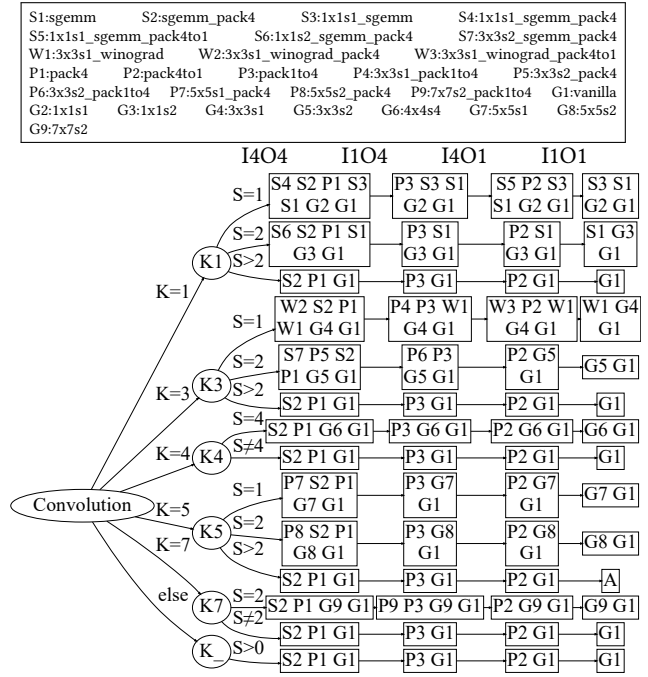 S1:sgemm S2:sgemm_pack4 S3:1x1s1_sgemm S4:1x1s1_sgemm_pack4
S5:1x1s1_sgemm_pack4to1 S6:1x1s2_sgemm_pack4 S7:3x3s2_sgemm_pack4
W1:3x3s1_winograd W2:3x3s1_winograd_pack4 W3:3x3s1_winograd_pack4to1
P1:pack4 P2:pack4to1 P3:pack1to4 P4:3x3s1_pack1to4 P5:3x3s2_pack4
P6:3x3s2_pack1to4 P7:5x5s1_pack4 P8:5x5s2_pack4 P9:7x7s2_pack1to4 G1:vanilla
G2:1x1s1 G3:1x1s2 G4:3x3s1 G5:3x3s2 G6:4x4s4 G7:5x5s1 G8:5x5s2
G9:7x7s2
I4O4 I1O4 I4O1 I1O1
S=1 S4 S2 P1 S3 P3 S3 S1 S5 P2 S3 S3 S1
S1 G2 G1 G2 G1 S1 G2 G1 G2 G1
S=2 S6 S2 P1 S1 P3 S1 P2 S1 S1 G3
G3 G1 G3 G1 G3 G1 G1
K1
S>2 S2 P1 G1 P3 G1 P2 G1 G1
K=1
S=1 W2 S2 P1 P4 P3 W1 W3 P2 W1 W1 G4
W1 G4 G1 G4 G1 G4 G1 G1
S=2 S7 P5 S2 P6 P3 P2 G5 G5 G1
P1 G5 G1 G5 G1 G1
K=3 K3
S>2 S2 P1 G1 P3 G1 P2 G1 G1
S=4 S2 P1 G6 G1 P3 G6 G1 P2 G6 G1 G6 G1
K=4 K4
S≠4 S2 P1 G1 P3 G1 P2 G1 G1
S=1 P7 S2 P1 P3 G7 P2 G7 G7 G1
G7 G1 G1 G1
Convolution
K=5 K5
S=2 P8 S2 P1 P3 G8 P2 G8 G8 G1
G8 G1 G1 G1
K=7
S>2 S2 P1 G1 P3 G1 P2 G1 A
else K7 S=2 S2 P1 G9 G1 P9 P3 G9 G1 P2 G9 G1 G9 G1
S≠2 S2 P1 G1 P3 G1 P2 G1 G1
K_ S>0 S2 P1 G1 P3 G1 P2 G1 G1